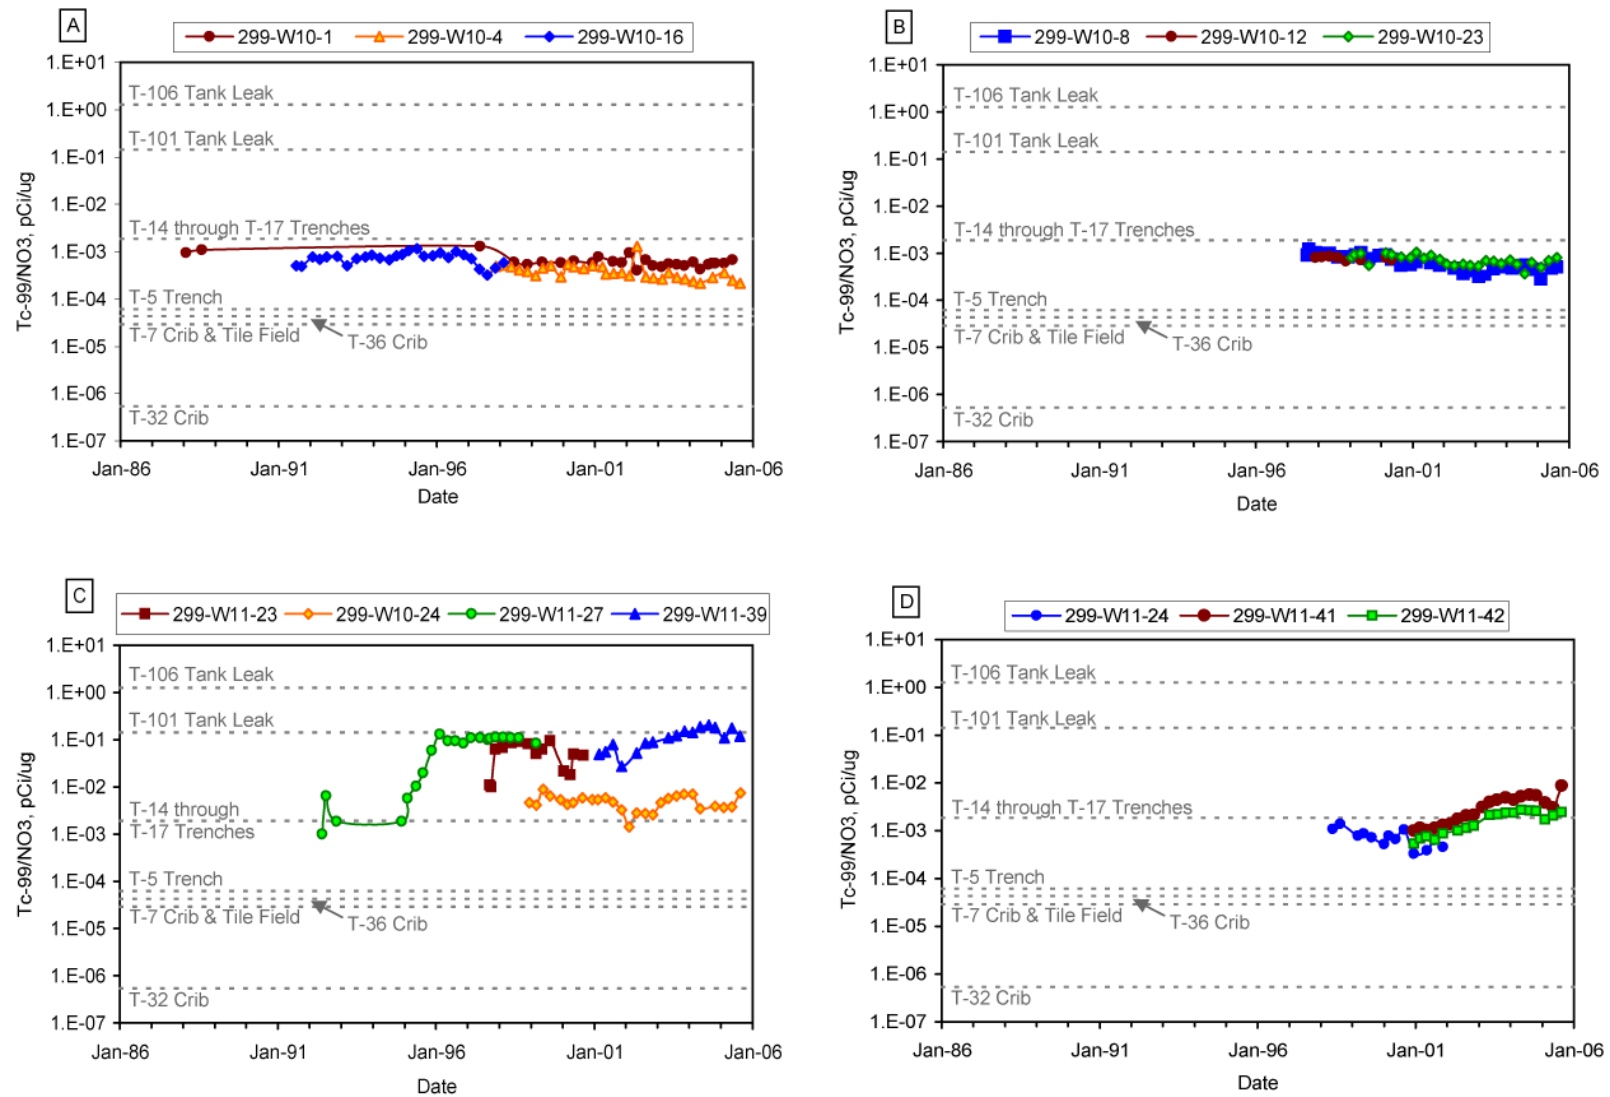 A
299-W10-1 299-W10-4 299-W10-16
1.E+01
1.E+00
1.E-01
1.E-02
1.E-03
1.E-04
1.E-05
1.E-06
1.E-07
Tc-99/NO3, pCi/ug
T-106 Tank Leak
T-101 Tank Leak
T-14 through T-17 Trenches
T-5 Trench
T-7 Crib & Tile Field
T-36 Crib
T-32 Crib
Jan-86 Jan-91 Jan-96 Jan-01 Jan-06
Date
B
299-W10-8 299-W10-12 299-W10-23
1.E+01
1.E+00
1.E-01
1.E-02
1.E-03
1.E-04
1.E-05
1.E-06
1.E-07
Tc-99/NO3, pCi/ug
T-106 Tank Leak
T-101 Tank Leak
T-14 through T-17 Trenches
T-5 Trench
T-7 Crib & Tile Field
T-36 Crib
T-32 Crib
Jan-86 Jan-91 Jan-96 Jan-01 Jan-06
Date
C
299-W11-23 299-W10-24 299-W11-27 299-W11-39
1.E+01
1.E+00
1.E-01
1.E-02
1.E-03
1.E-04
1.E-05
1.E-06
1.E-07
Tc-99/NO3, pCi/ug
T-106 Tank Leak
T-101 Tank Leak
T-14 through
T-17 Trenches
T-5 Trench
T-7 Crib & Tile Field
T-36 Crib
T-32 Crib
Jan-86 Jan-91 Jan-96 Jan-01 Jan-06
Date
D
299-W11-24 299-W11-41 299-W11-42
1.E+01
1.E+00
1.E-01
1.E-02
1.E-03
1.E-04
1.E-05
1.E-06
1.E-07
Tc-99/NO3, pCi/ug
T-106 Tank Leak
T-101 Tank Leak
T-14 through T-17 Trenches
T-5 Trench
T-7 Crib & Tile Field
T-36 Crib
T-32 Crib
Jan-86 Jan-91 Jan-96 Jan-01 Jan-06
Date